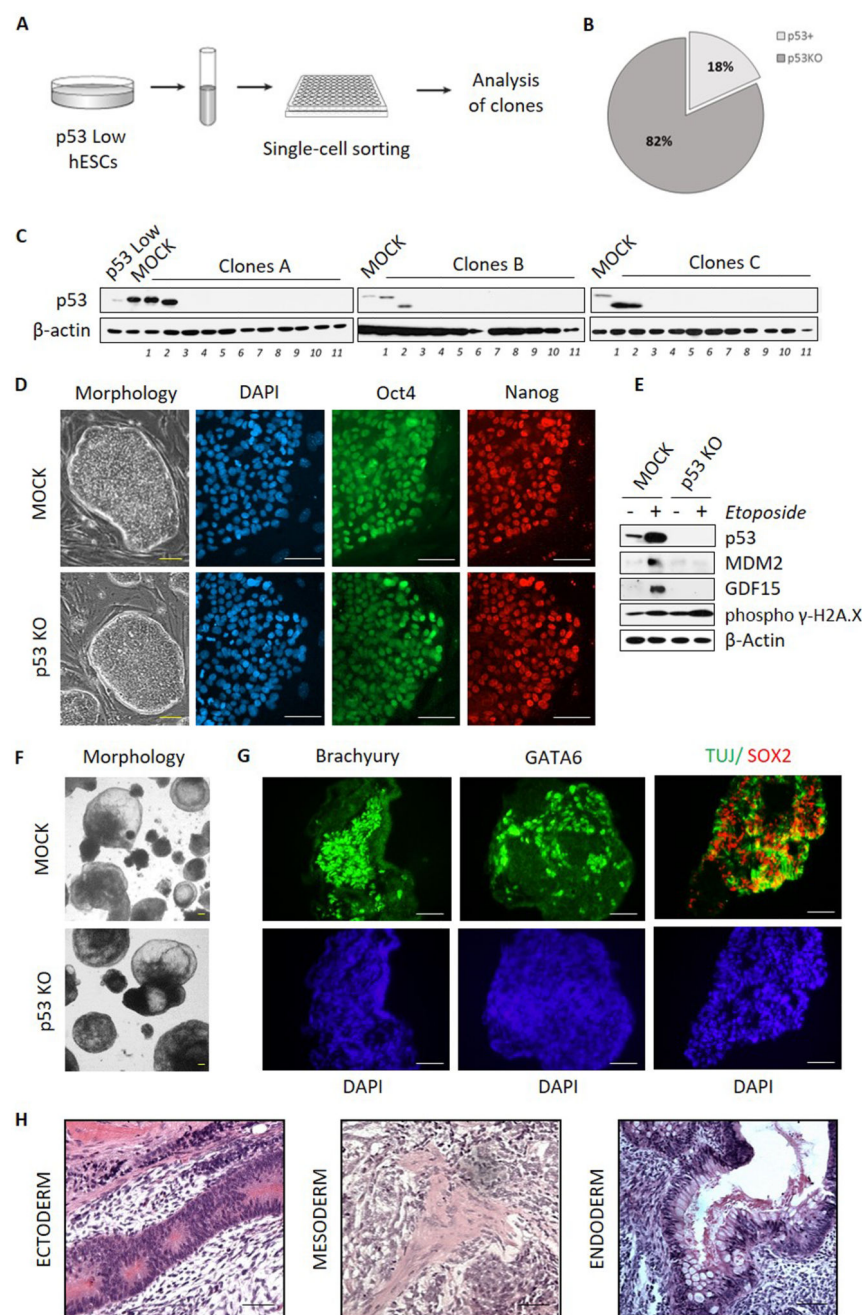 A
p53 Low
hESCs
Single-cell sorting
Analysis
of clones
B
p53+
p53KO
18%
82%
C
p53 Low
MOCK
Clones A
MOCK
Clones B
MOCK
Clones C
p53
β-actin
1 2 3 4 5 6 7 8 9 10 11
1 2 3 4 5 6 7 8 9 10 11
1 2 3 4 5 6 7 8 9 10 11
D
Morphology
DAPI
Oct4
Nanog
MOCK
p53 KO
E
MOCK
p53 KO
- + - +
Etoposide
p53
MDM2
GDF15
phospho γ-H2A.X
β-Actin
F
Morphology
MOCK
p53 KO
G
Brachyury
GATA6
TUJ/ SOX2
DAPI
DAPI
DAPI
H
ECTODERM
MESODERM
ENDODERM